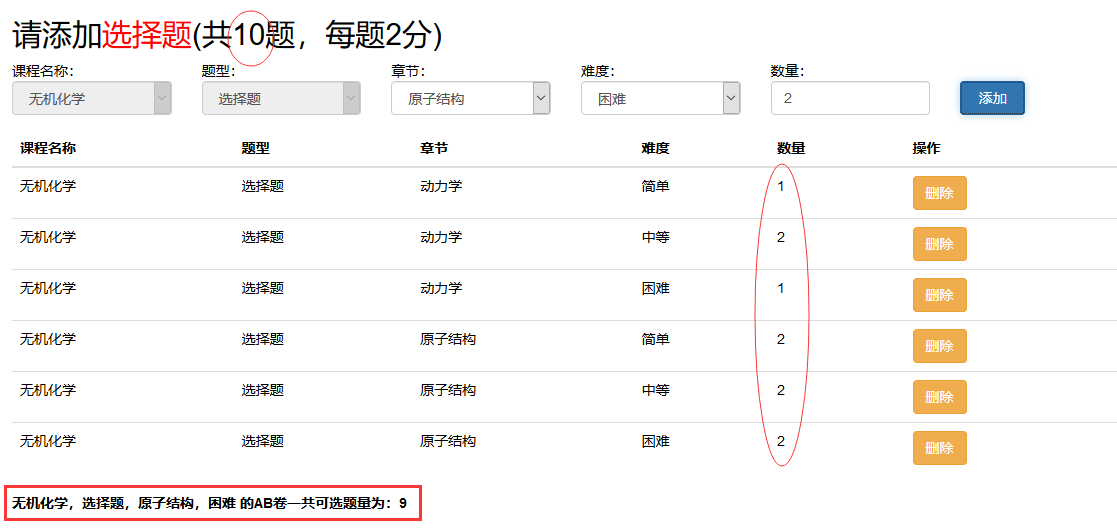 请添加选择题(共10题，每题2分)
课程名称： 题型： 章节： 难度： 数量：
无机化学 选择题 原子结构 困难 2 添加
课程名称 题型 章节 难度 数量 操作
无机化学 选择题 动力学 简单 1 删除
无机化学 选择题 动力学 中等 2 删除
无机化学 选择题 动力学 困难 1 删除
无机化学 选择题 原子结构 简单 2 删除
无机化学 选择题 原子结构 中等 2 删除
无机化学 选择题 原子结构 困难 2 删除
无机化学，选择题，原子结构，困难 的AB卷一共可选题量为：9